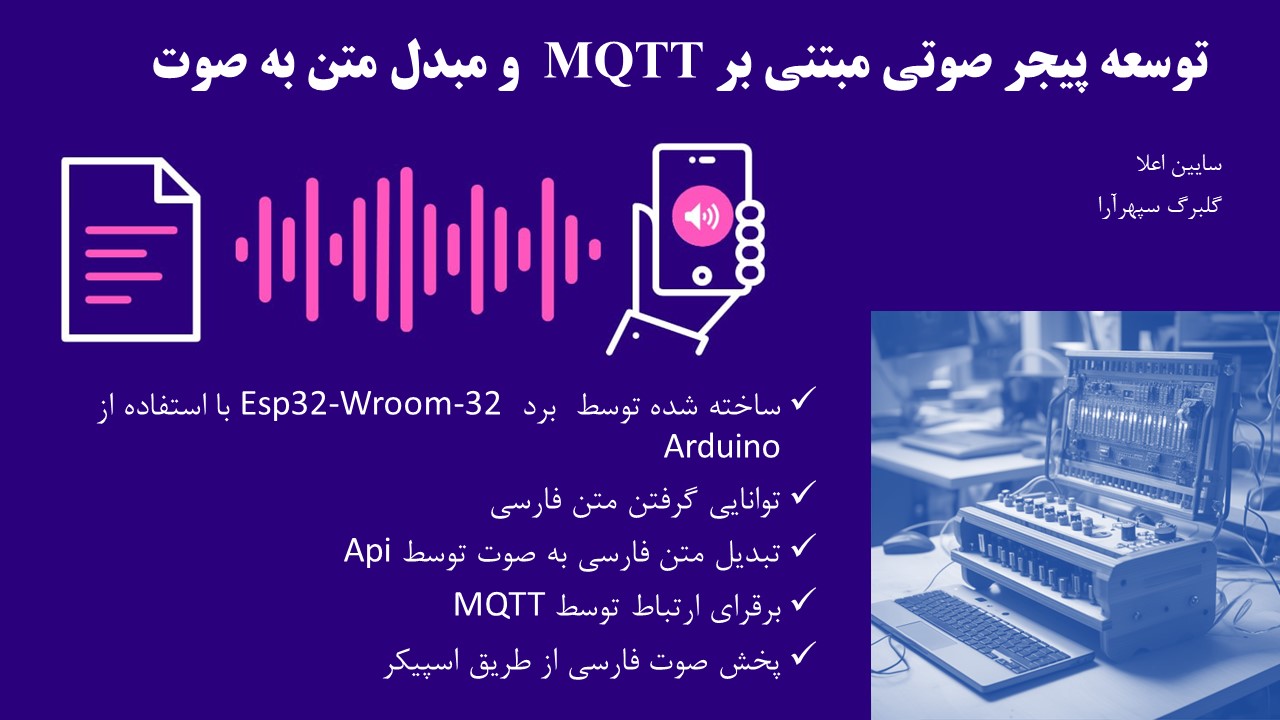 توسعه پیجر صوتی مبتنی بر MQTT و مبدل متن به صوت
سایین اعلا
گلبرگ سپهرآرا
✓ ساخته شده توسط برد Esp32-Wroom-32 با استفاده از
Arduino
✓ توانایی گرفتن متن فارسی
✓ تبدیل متن فارسی به صوت توسط Api
✓ برقرای ارتباط توسط MQTT
✓ پخش صوت فارسی از طریق اسپیکر